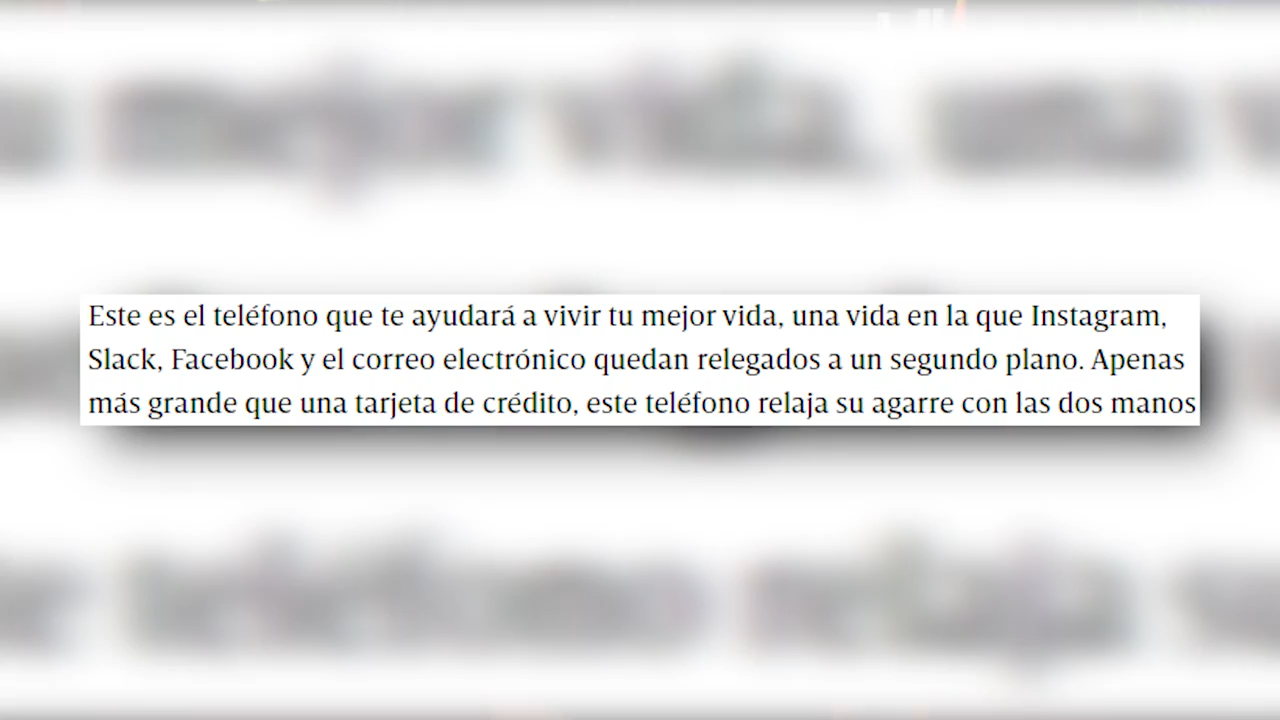 Este es el teléfono que te ayudará a vivir tu mejor vida, una vida en la que Instagram,
Slack, Facebook y el correo electrónico quedan relegados a un segundo plano. Apenas
más grande que una tarjeta de crédito, este teléfono relaja su agarre con las dos manos